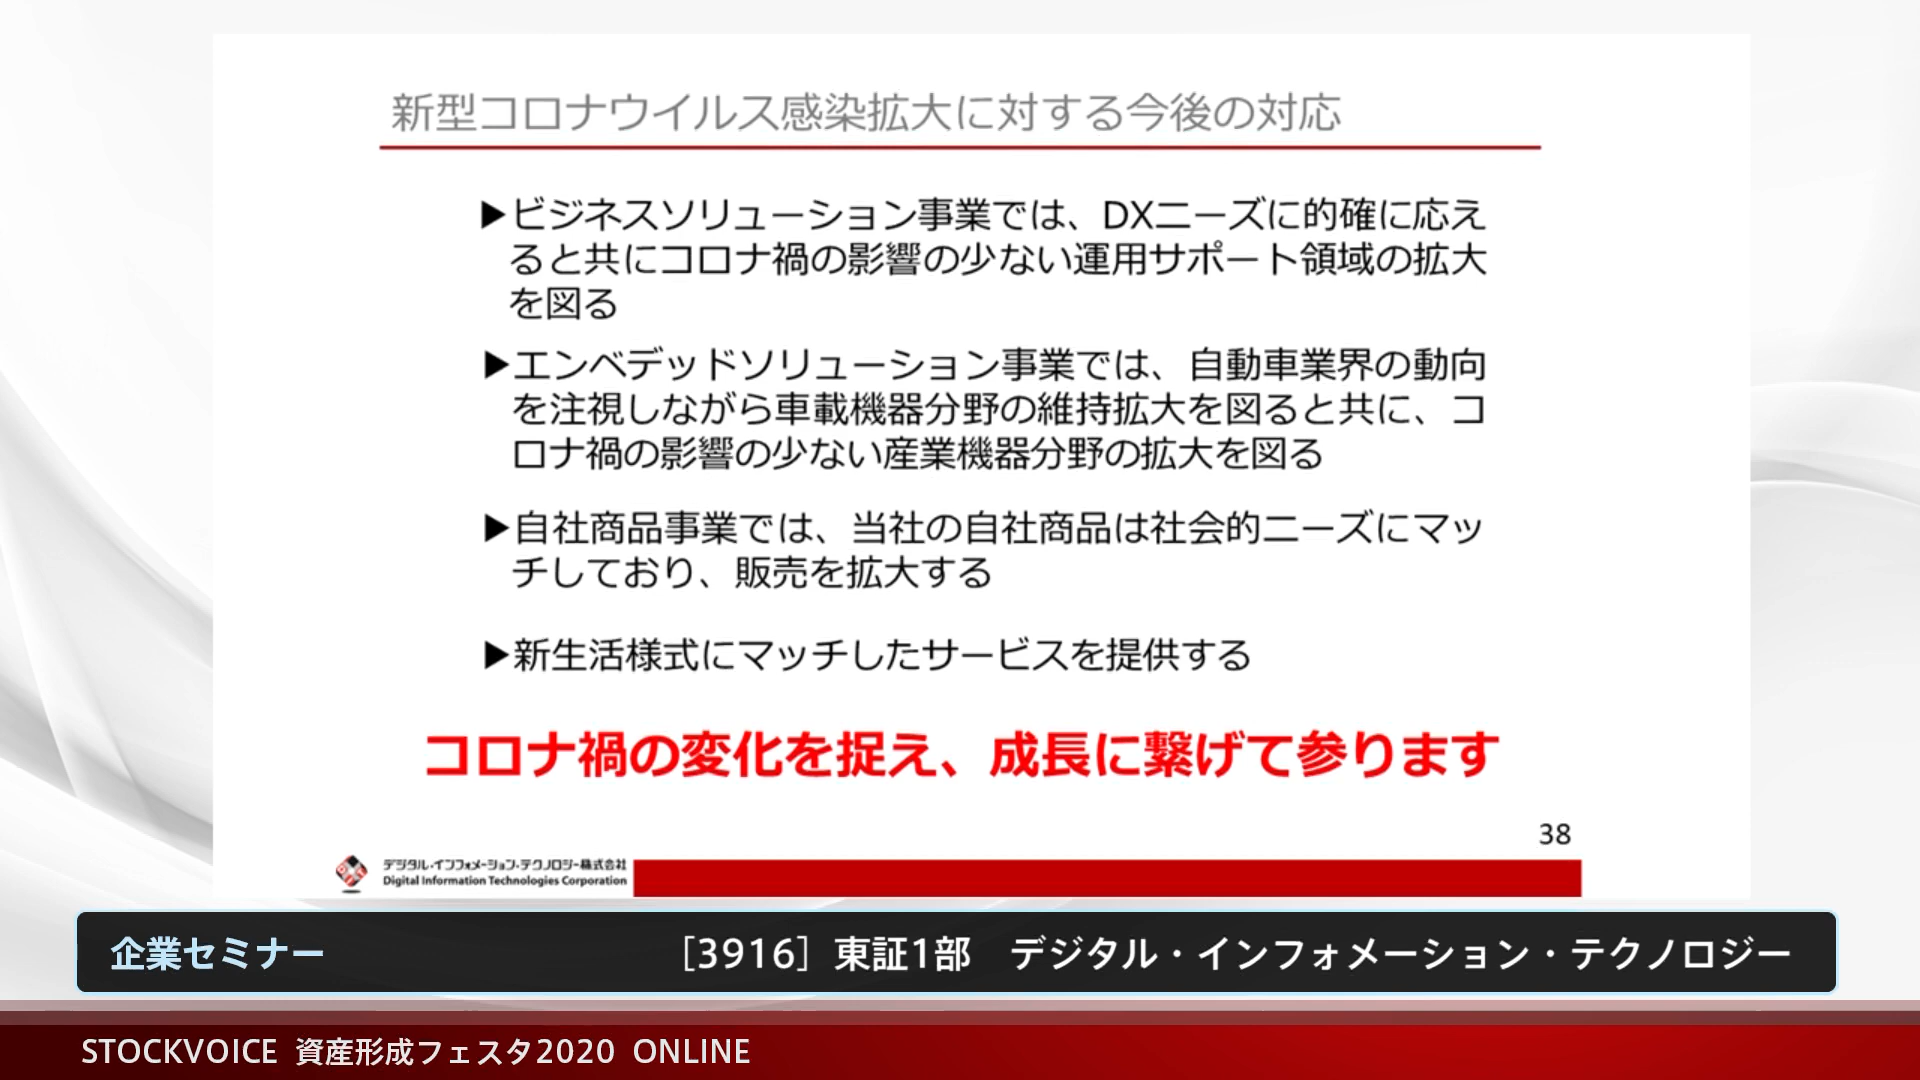 新型コロナウイルス感染拡大に対する今後の対応
▶ビジネスソリューション事業では、DXニーズに的確に応え
ると共にコロナ禍の影響の少ない運用サポート領域の拡大
を図る
▶エンベデッドソリューション事業では、自動車業界の動向
を注視しながら車載機器分野の維持拡大を図ると共に、コ
ロナ禍の影響の少ない産業機器分野の拡大を図る
▶自社商品事業では、当社の自社商品は社会的ニーズにマッ
チしており、販売を拡大する
▶新生活様式にマッチしたサービスを提供する
コロナ禍の変化を捉え、成長に繋げて参ります
38
デジタル・インフォメーション・テクノロジー株式会社
Digital Information Technologies Corporation
企業セミナー
［3916］東証1部　デジタル・インフォメーション・テクノロジー
STOCKVOICE 資産形成フェスタ2020 ONLINE